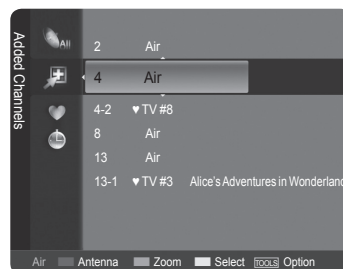 Added Channels
All
2 Air
4 Air
4-2 ♥ TV #8
8 Air
13 Air
13-1 ♥ TV #3 Alice's Adventures in Wonderland
Air Antenna Zoom Select TOOLS Option